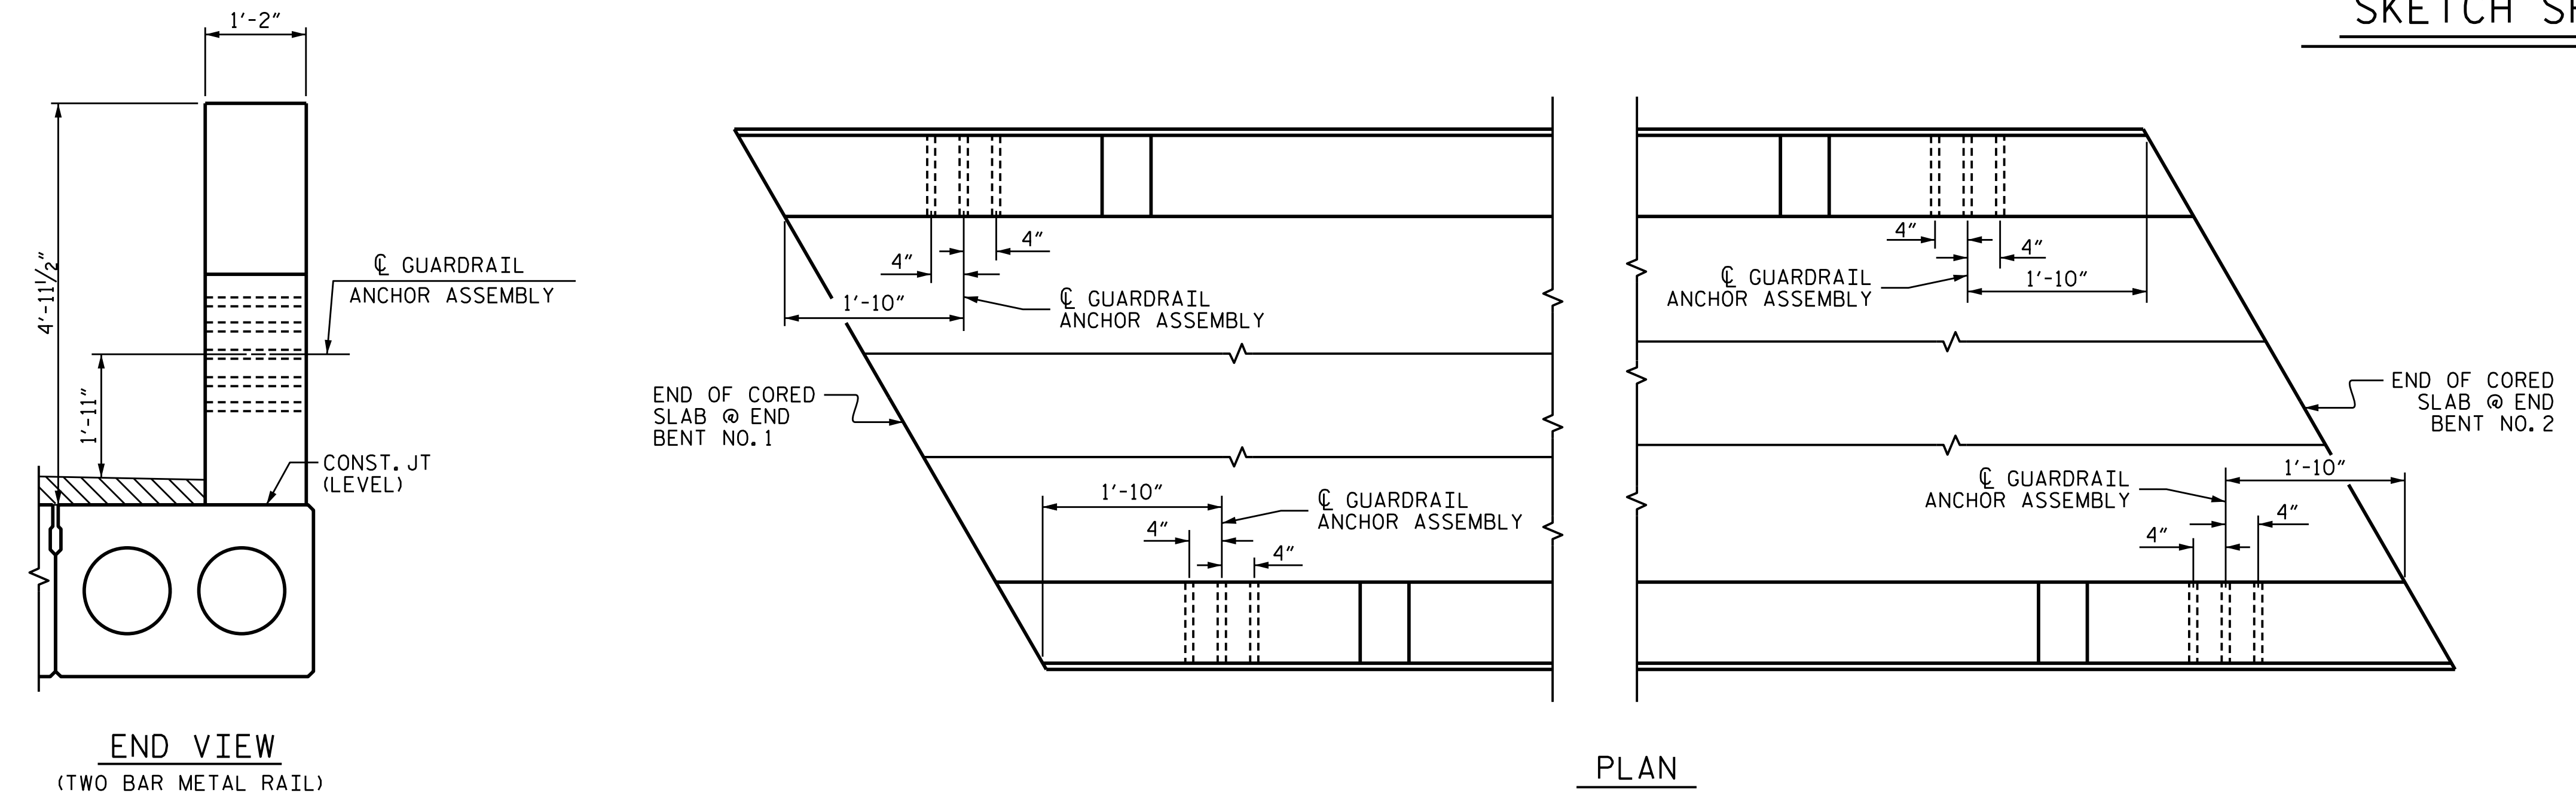 SKETCH SH
1'-2"
4'-11 1/2"
℄ GUARDRAIL
ANCHOR ASSEMBLY
1'-11"
CONST. JT
(LEVEL)
END VIEW
(TWO BAR METAL RAIL)
4"
4"
1'-10"
℄ GUARDRAIL
ANCHOR ASSEMBLY
4"
4"
℄ GUARDRAIL
ANCHOR ASSEMBLY
1'-10"
END OF CORED
SLAB @ END
BENT NO. 1
END OF CORED
SLAB @ END
BENT NO. 2
1'-10"
℄ GUARDRAIL
ANCHOR ASSEMBLY
4"
4"
℄ GUARDRAIL
ANCHOR ASSEMBLY
1'-10"
4"
4"
PLAN